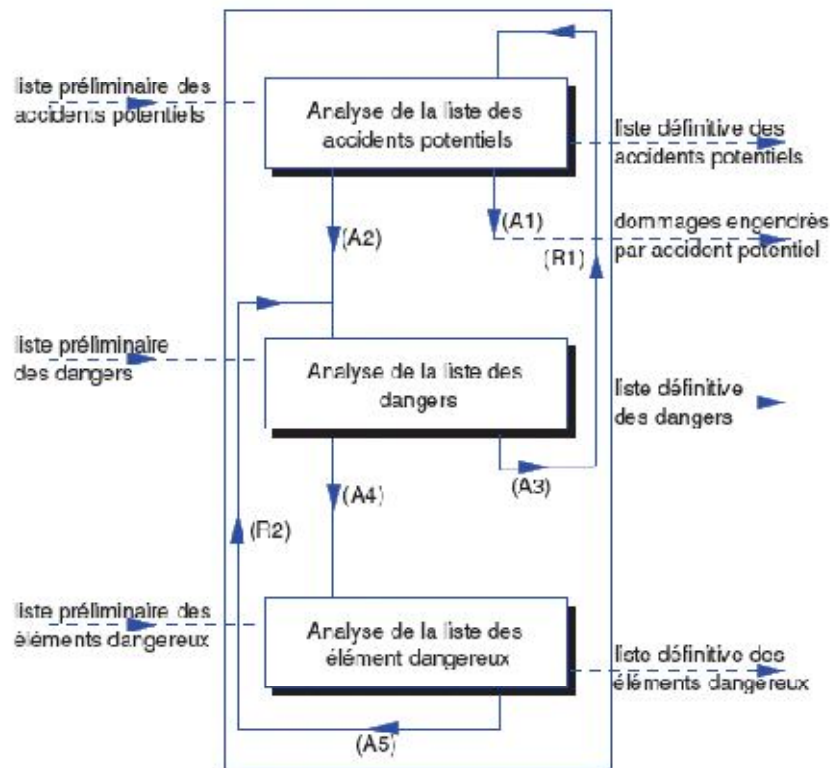 liste préliminaire des
accidents potentiels
Analyse de la liste des
accidents potentiels
liste définitive des
accidents potentiels
(A1)
dommages engendrès
par accident potentiel
(A2)
(R1)
liste préliminaire
des dangers
Analyse de la liste des
dangers
liste définitive
des dangers
(A3)
(A4)
(R2)
liste préliminaire des
éléments dangereux
Analyse de la liste des
élément dangereux
liste définitive des
éléments dangereux
(A5)